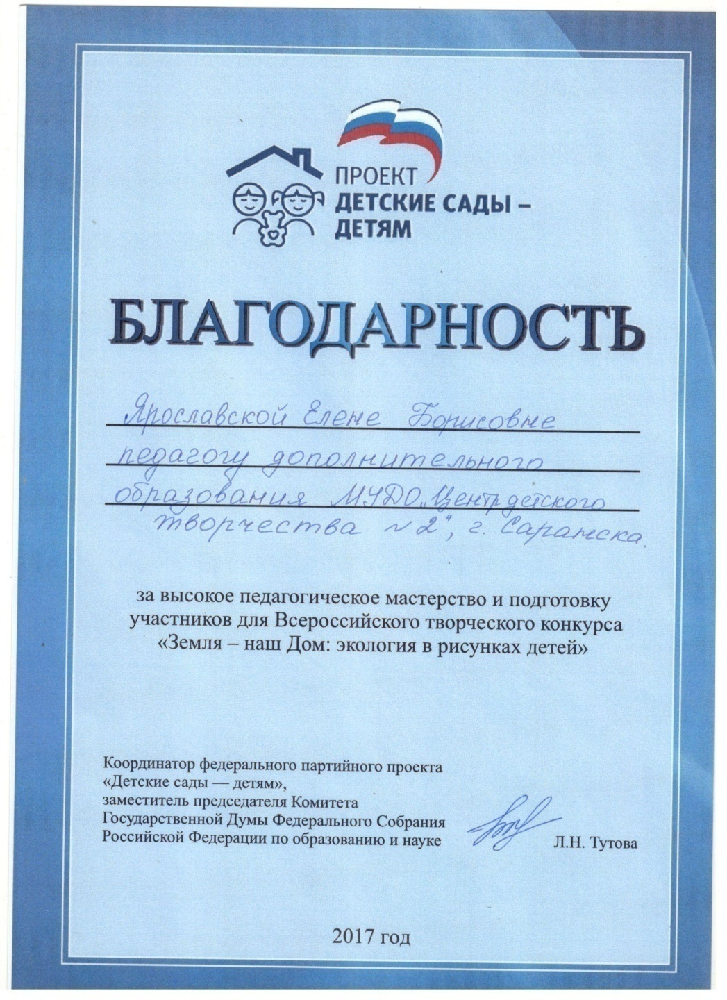 ПРОЕКТ
ДЕТСКИЕ САДЫ –
ДЕТЯМ
БЛАГОДАРНОСТЬ
Ярославской Елене Борисовне
педагогу дополнительного
образования МУДО „Центр детского
творчества №2", г. Саранска.
за высокое педагогическое мастерство и подготовку
участников для Всероссийского творческого конкурса
«Земля – наш Дом: экология в рисунках детей»
Координатор федерального партийного проекта
«Детские сады — детям»,
заместитель председателя Комитета
Государственной Думы Федерального Собрания
Российской Федерации по образованию и науке
Л.Н. Тутова
2017 год